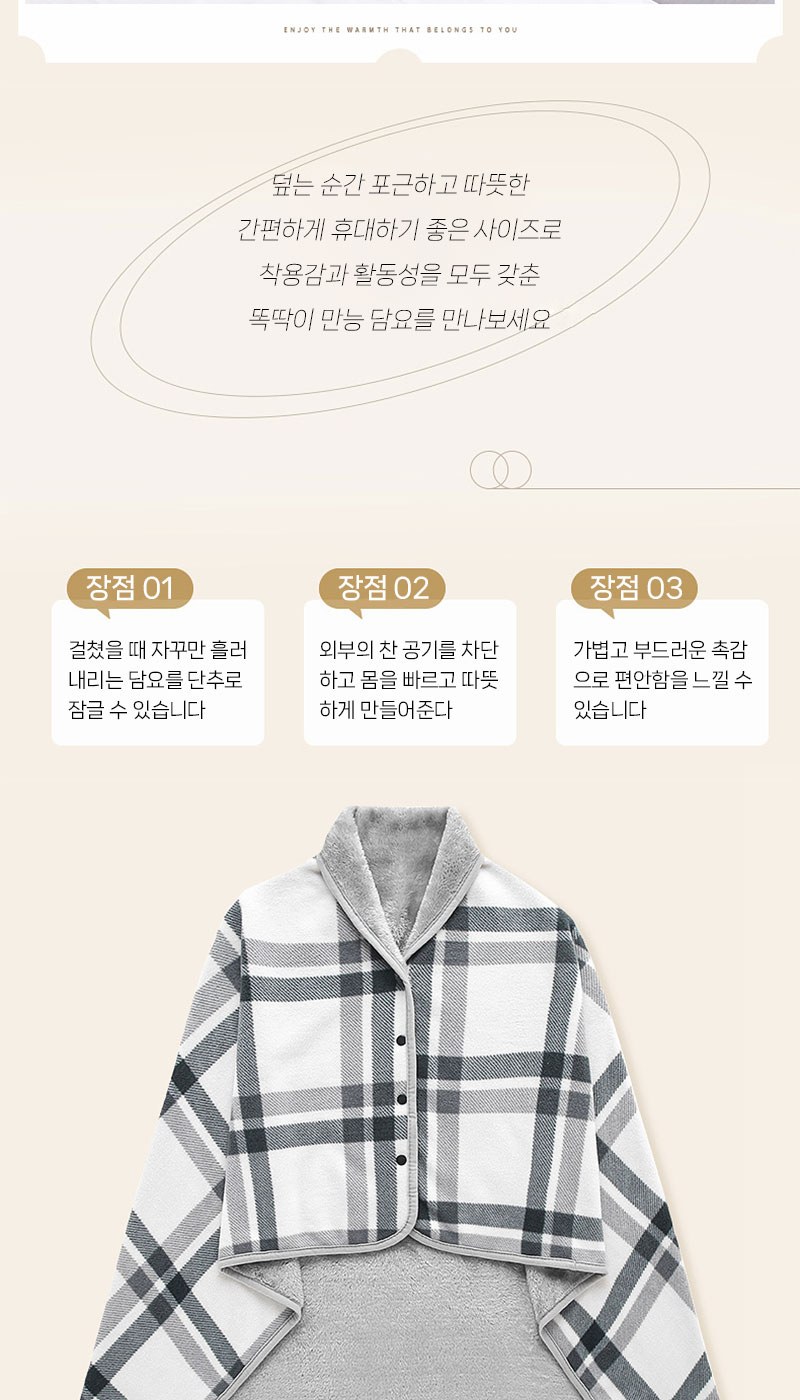 ENJOY THE WARMTH THAT BELONGS TO YOU
덮는 순간 포근하고 따뜻한
간편하게 휴대하기 좋은 사이즈로
착용감과 활동성을 모두 갖춘
똑딱이 만능 담요를 만나보세요
장점 01
걸쳤을 때 자꾸만 흘러
내리는 담요를 단추로
잠글 수 있습니다
장점 02
외부의 찬 공기를 차단
하고 몸을 빠르고 따뜻
하게 만들어준다
장점 03
가볍고 부드러운 촉감
으로 편안함을 느낄 수
있습니다